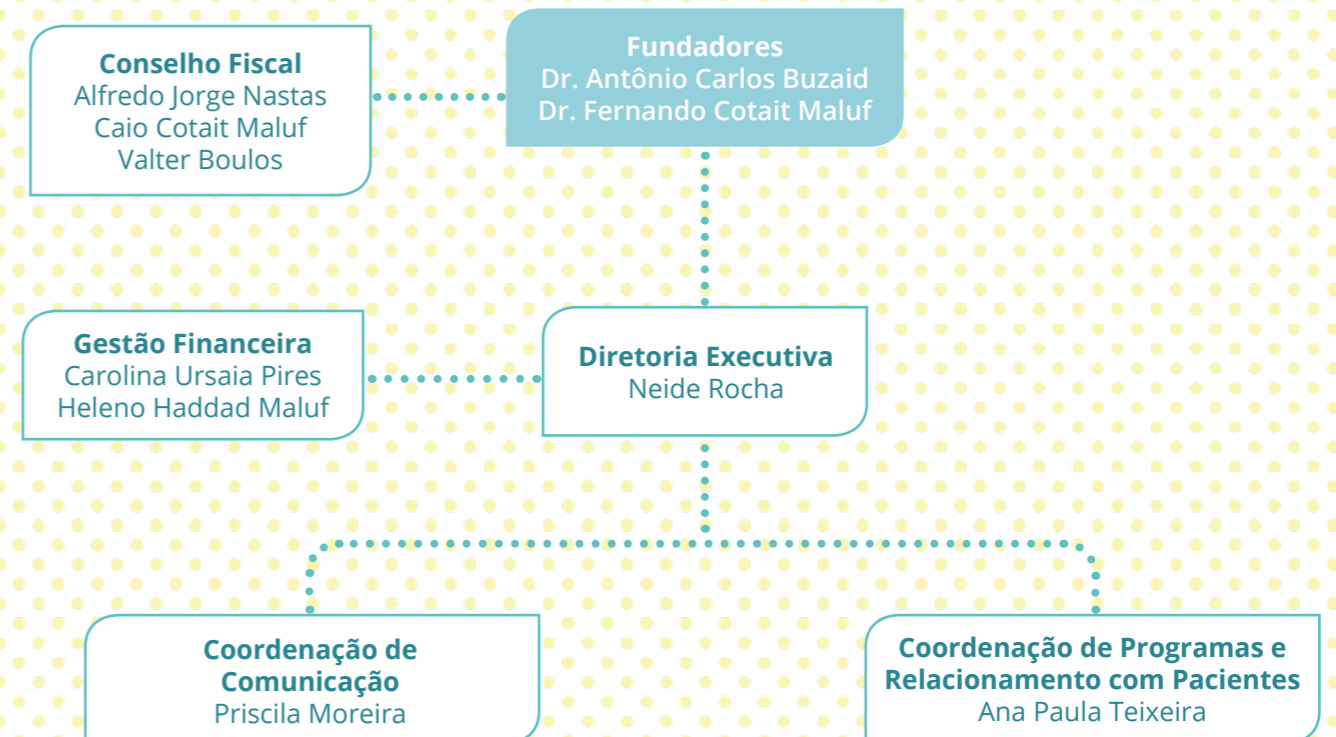 Conselho Fiscal
Alfredo Jorge Nastas
Caio Cotait Maluf
Valter Boulos
Fundadores
Dr. Antônio Carlos Buzaid
Dr. Fernando Cotait Maluf
Gestão Financeira
Carolina Ursaia Pires
Heleno Haddad Maluf
Diretoria Executiva
Neide Rocha
Coordenação de
Comunicação
Priscila Moreira
Coordenação de Programas e
Relacionamento com Pacientes
Ana Paula Teixeira